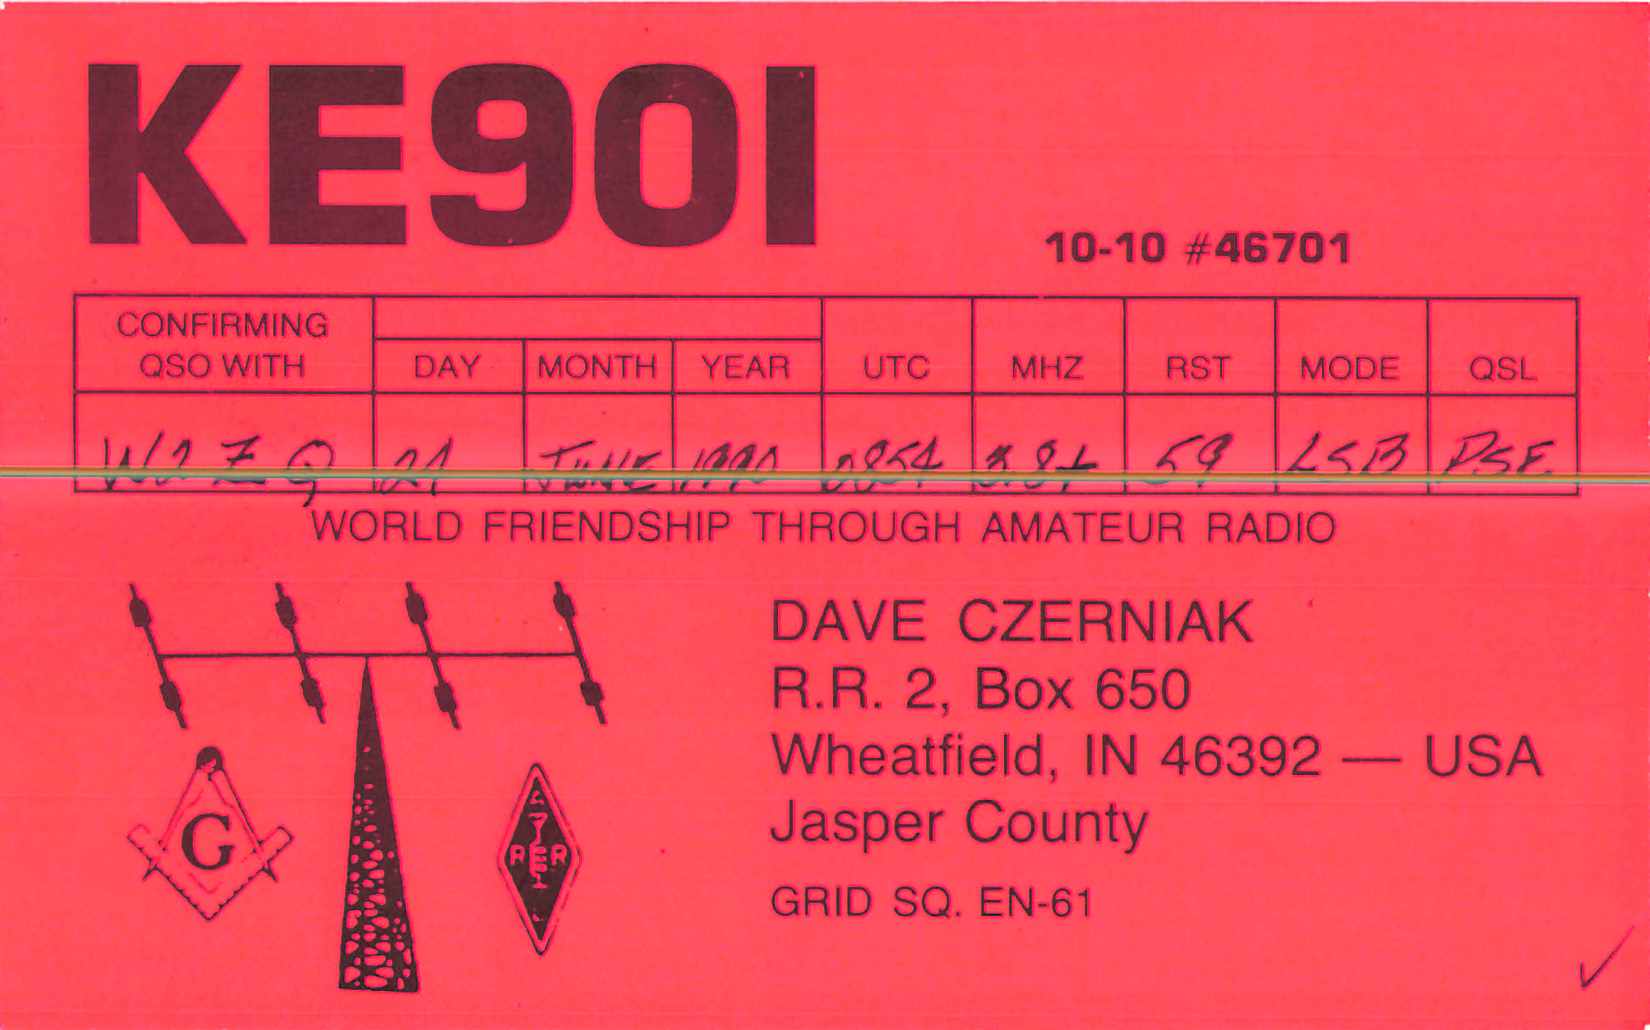 KE9OI
10-10 #46701
CONFIRMING QSO WITH DAY MONTH YEAR UTC MHZ RST MODE QSL
JUNE 1990 0854 59 LSB PSE.
WORLD FRIENDSHIP THROUGH AMATEUR RADIO
DAVE CZERNIAK
R.R. 2, Box 650
Wheatfield, IN 46392 — USA
Jasper County
GRID SQ. EN-61
G